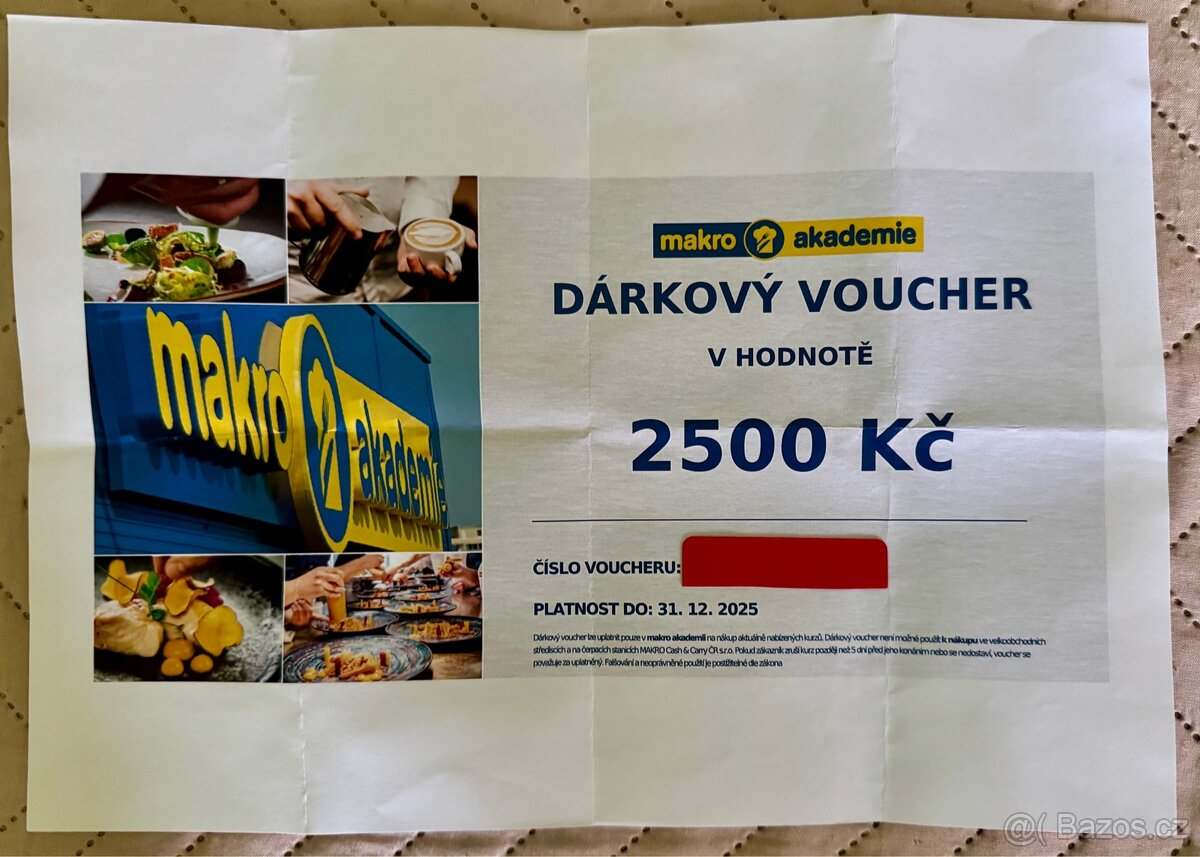 makro akademie
DÁRKOVÝ VOUCHER
V HODNOTĚ
2500 Kč
makro akademie
ČÍSLO VOUCHERU:
PLATNOST DO: 31. 12. 2025
Dárkový voucher lze uplatnit pouze v makro akademii na nákup aktuálně nabízených kurzů. Dárkový voucher není možné použít k nákupu ve velkoobchodních
střediscích a na čerpacích stanicích MAKRO Cash & Carry ČR s.r.o. Pokud zákazník zruší kurz později než 5 dní před jeho konáním nebo se nedostaví, voucher se
považuje za uplatněný. Falšování a neoprávněné použití je postižitelné dle zákona
@( Bazos.cz